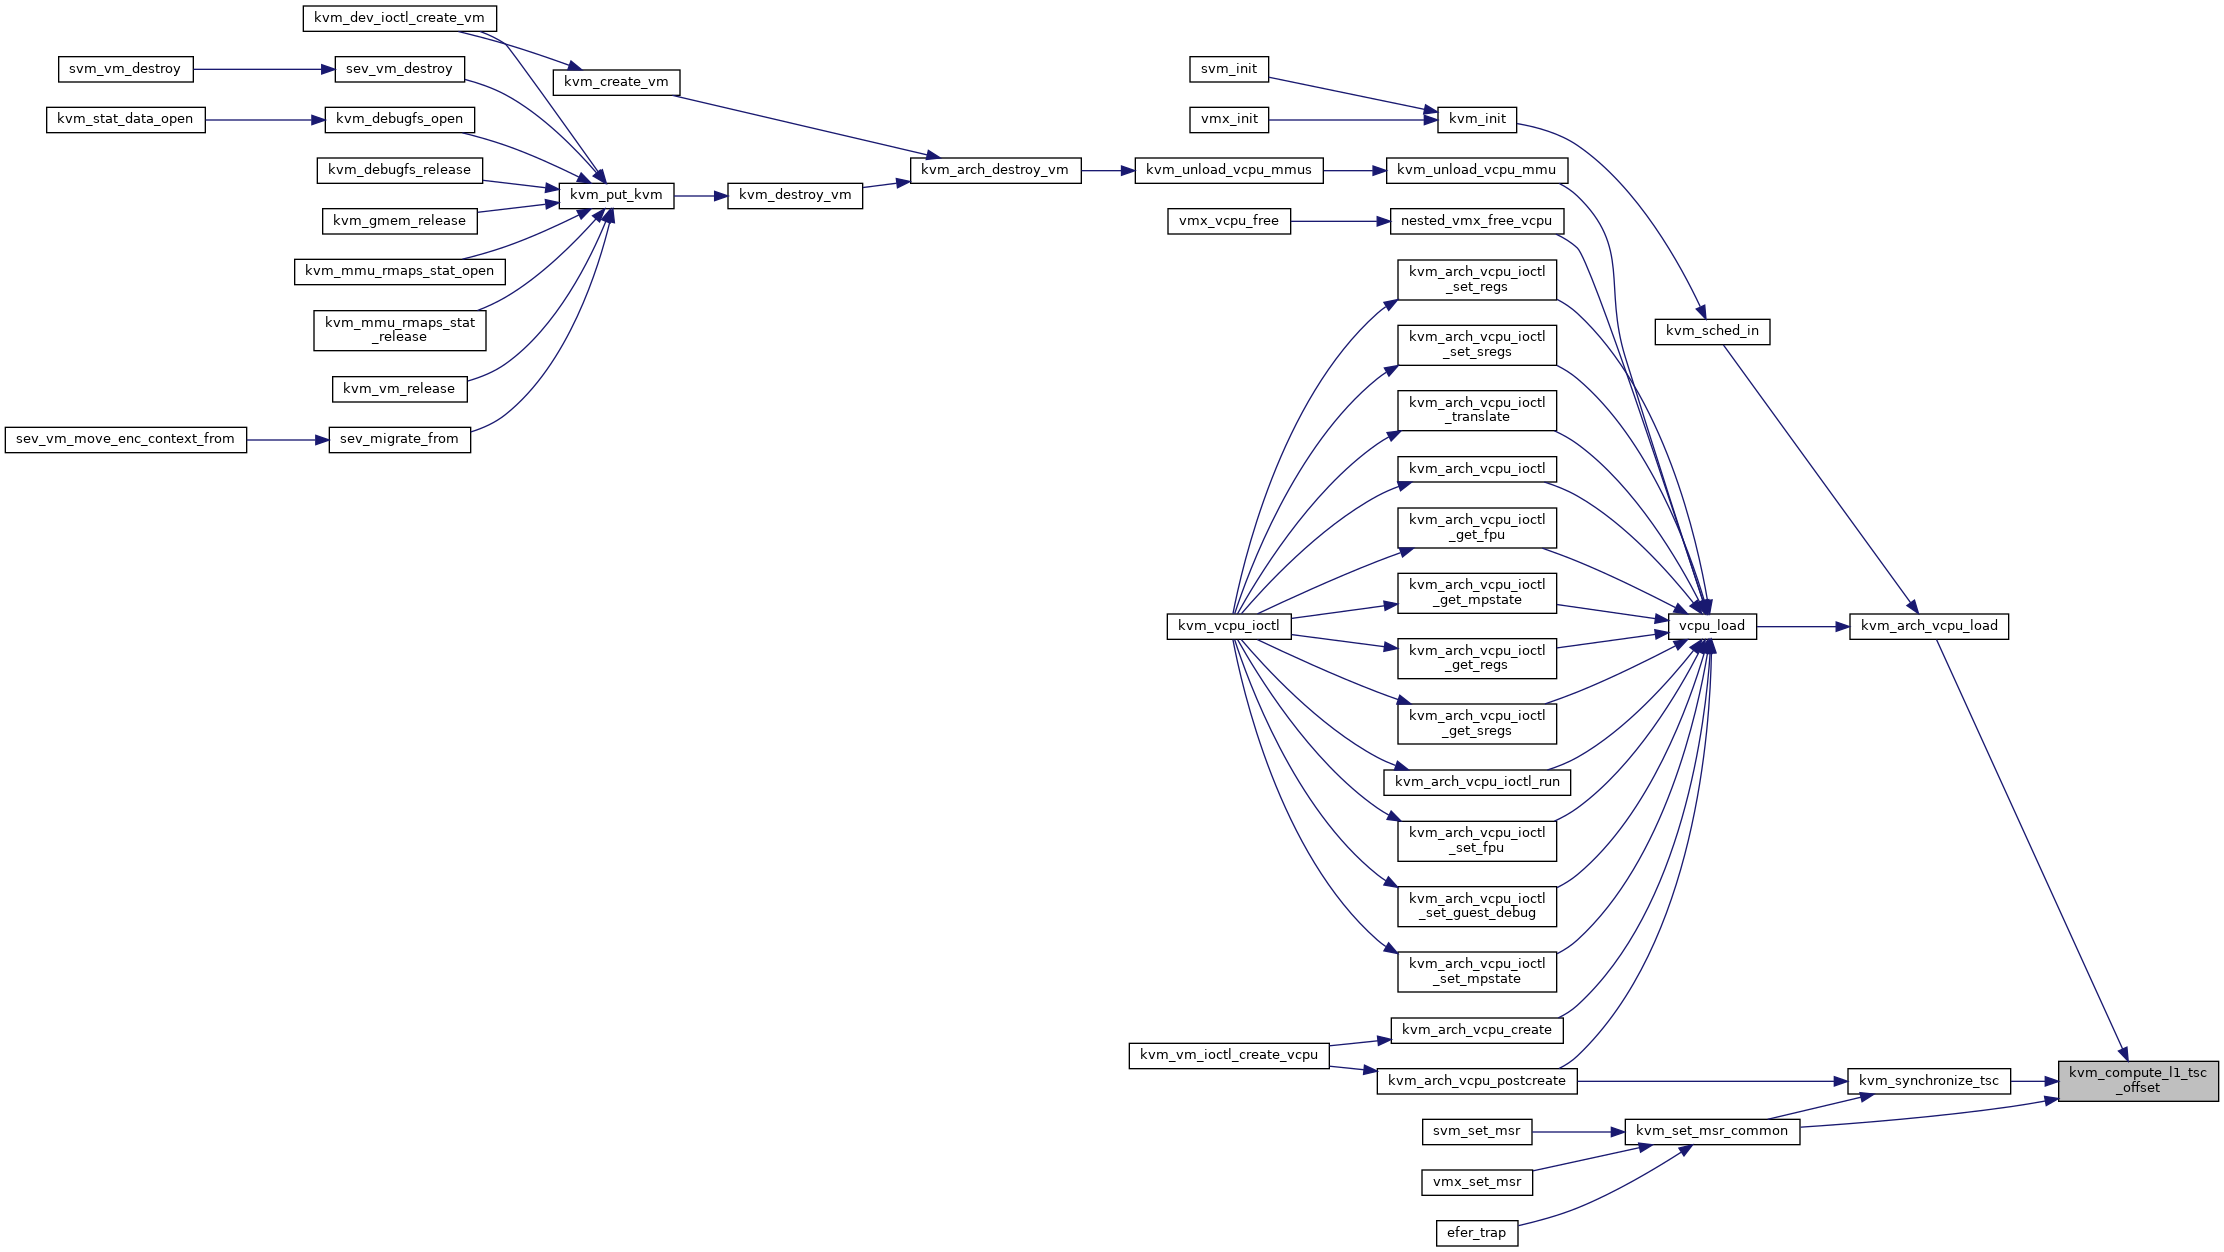 kvm_dev_ioctl_create_vm
svm_vm_destroy
sev_vm_destroy
kvm_create_vm
kvm_stat_data_open
kvm_debugfs_open
kvm_debugfs_release
kvm_put_kvm
kvm_destroy_vm
kvm_gmem_release
kvm_mmu_rmaps_stat_open
kvm_mmu_rmaps_stat
_release
kvm_vm_release
sev_vm_move_enc_context_from
sev_migrate_from
kvm_arch_destroy_vm
svm_init
vmx_init
kvm_init
kvm_unload_vcpu_mmus
kvm_unload_vcpu_mmu
vmx_vcpu_free
nested_vmx_free_vcpu
kvm_arch_vcpu_ioctl
_set_regs
kvm_arch_vcpu_ioctl
_set_sregs
kvm_arch_vcpu_ioctl
_translate
kvm_arch_vcpu_ioctl
kvm_arch_vcpu_ioctl
_get_fpu
kvm_arch_vcpu_ioctl
_get_mpstate
kvm_vcpu_ioctl
kvm_arch_vcpu_ioctl
_get_regs
kvm_arch_vcpu_ioctl
_get_sregs
kvm_arch_vcpu_ioctl_run
kvm_arch_vcpu_ioctl
_set_fpu
kvm_arch_vcpu_ioctl
_set_guest_debug
kvm_arch_vcpu_ioctl
_set_mpstate
kvm_arch_vcpu_create
kvm_vm_ioctl_create_vcpu
kvm_arch_vcpu_postcreate
kvm_sched_in
vcpu_load
kvm_arch_vcpu_load
kvm_synchronize_tsc
kvm_compute_l1_tsc
_offset
svm_set_msr
kvm_set_msr_common
vmx_set_msr
efer_trap